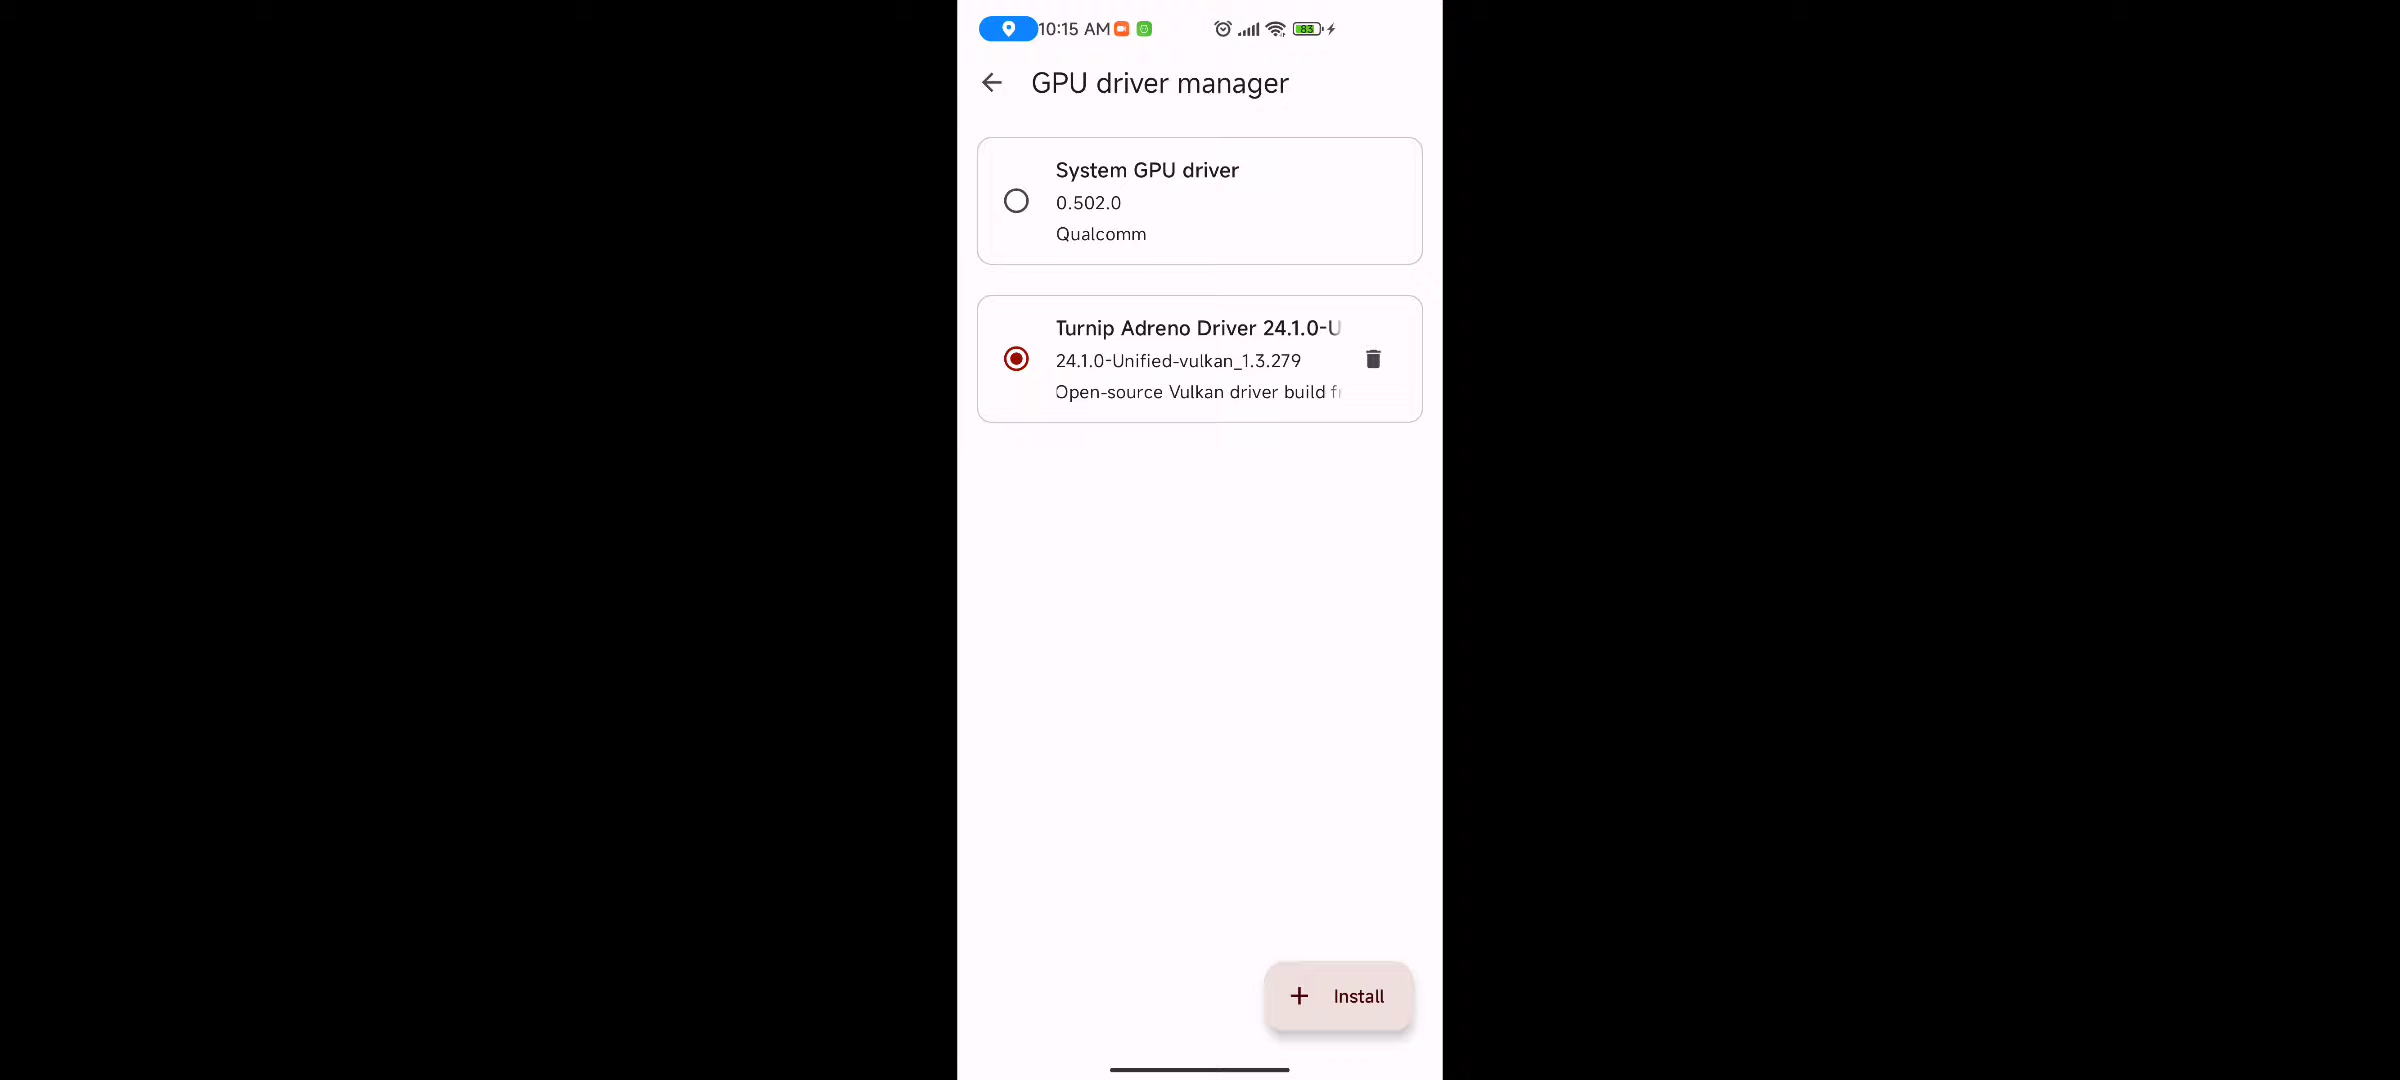 10:15 AM
83
GPU driver manager
System GPU driver
0.502.0
Qualcomm
Turnip Adreno Driver 24.1.0-U
24.1.0-Unified-vulkan_1.3.279
Open-source Vulkan driver build f
Install